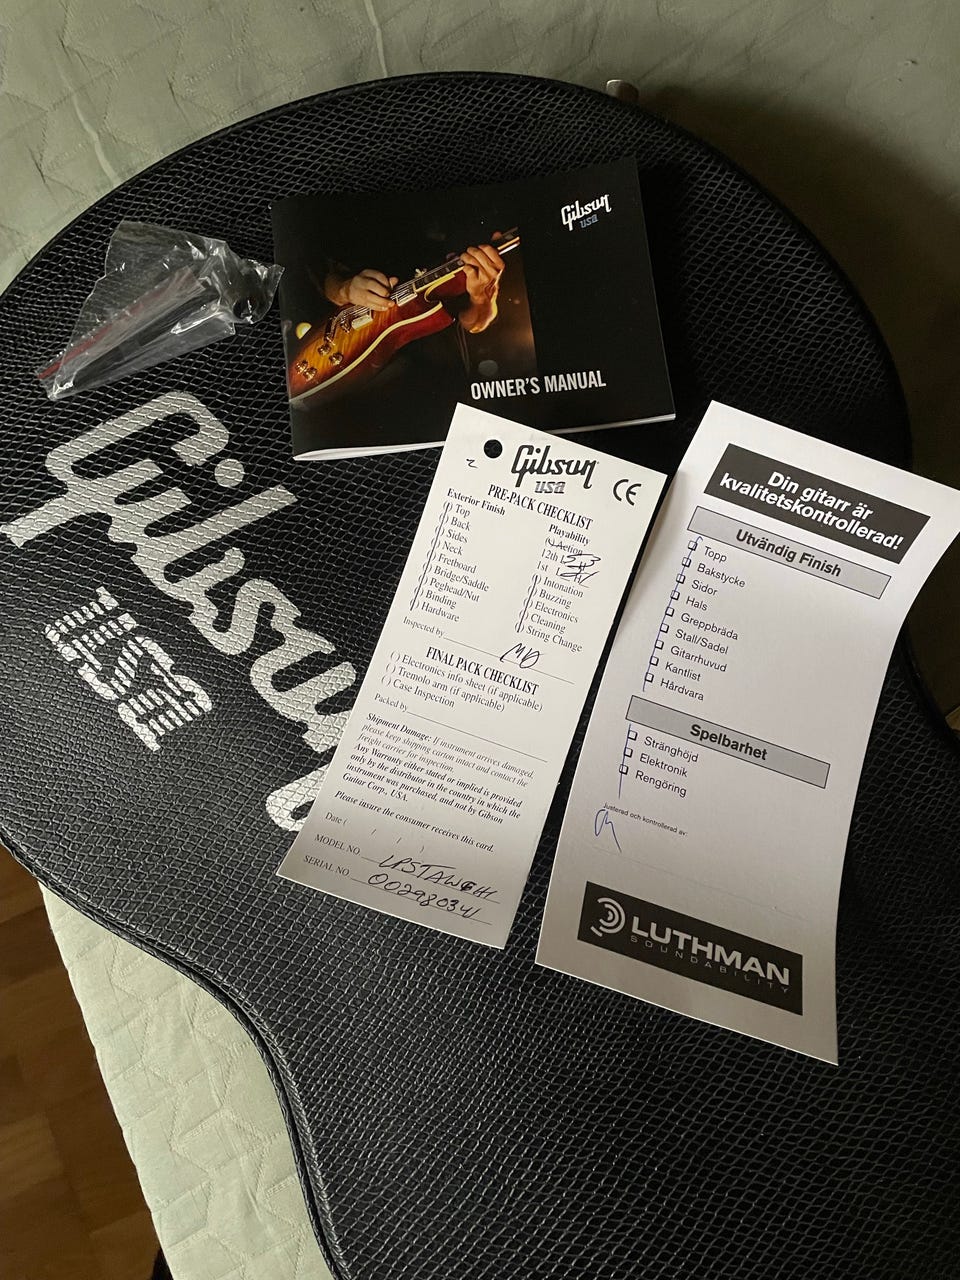 Gibson
USA
Gibson
USA
OWNER'S MANUAL
Gibson
USA
CE
PRE-PACK CHECKLIST
Exterior Finish
( ) Top
( ) Back
( ) Sides
( ) Neck
( ) Fretboard
( ) Bridge/Saddle
( ) Peghead/Nut
( ) Binding
( ) Hardware
Playability
( ) Action
12th
1st
( ) Intonation
( ) Buzzing
( ) Electronics
( ) Cleaning
( ) String Change
Inspected by
FINAL PACK CHECKLIST
( ) Electronics info sheet (if applicable)
( ) Tremolo arm (if applicable)
( ) Case Inspection
Packed by
Shipment Damage: If instrument arrives damaged,
please keep shipping carton intact and contact the
freight carrier for inspection.
Any Warranty either stated or implied is provided
only by the distributor in the country in which the
instrument was purchased, and not by Gibson
Guitar Corp., USA.
Please insure the consumer receives this card.
Date ( / / )
MODEL NO LPSTAWCH1
SERIAL NO 002980341
Din gitarr är
kvalitetskontrollerad!
Utvändig Finish
Topp
Bakstycke
Sidor
Hals
Greppbräda
Stall/Sadel
Gitarrhuvud
Kantlist
Hårdvara
Spelbarhet
Stränghöjd
Elektronik
Rengöring
Justerad och kontrollerad av:
LUTHMAN
SOUNDABILITY